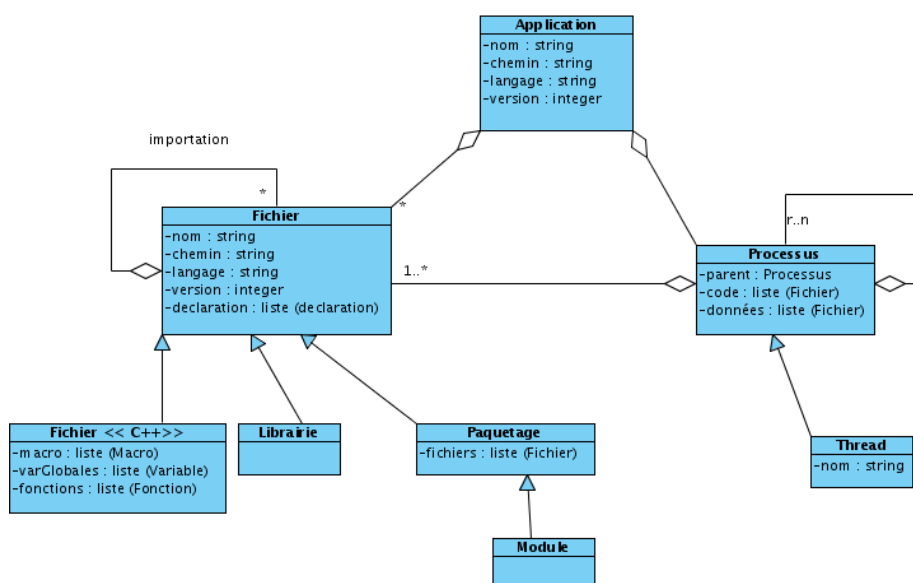 Application
-nom : string
-chemin : string
-langage : string
-version : integer
importation
*
*
Fichier
-nom : string
-chemin : string
-langage : string
-version : integer
-declaration : liste (declaration)
1..*
r..n
Processus
-parent : Processus
-code : liste (Fichier)
-données : liste (Fichier)
Fichier << C++>>
-macro : liste (Macro)
-varGlobales : liste (Variable)
-fonctions : liste (Fonction)
Librairie
Paquetage
-fichiers : liste (Fichier)
Thread
-nom : string
Module